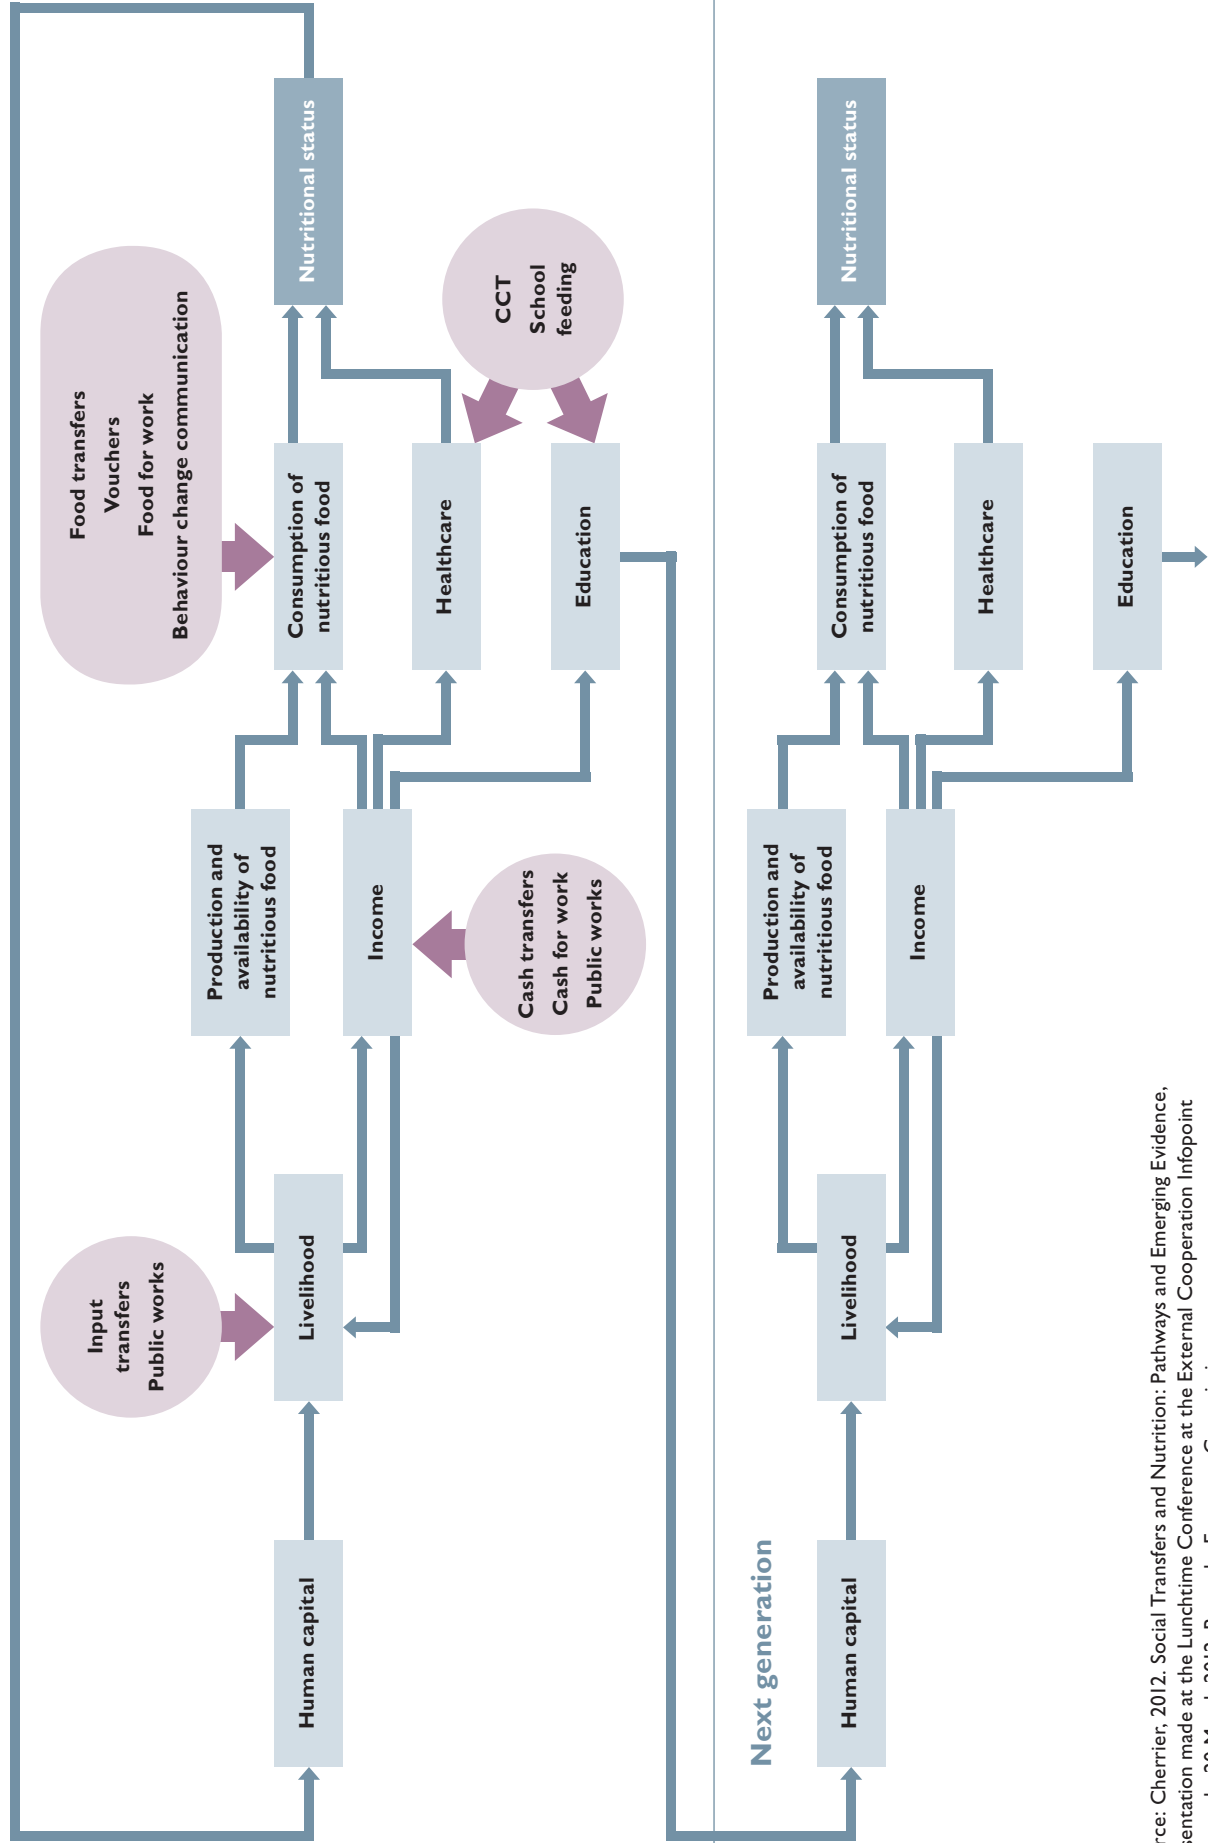 Food transfers
Vouchers
Food for work
Behaviour change communication
Input
transfers
Public works
Human capital
Livelihood
Production and
availability of
nutritious food
Income
Cash transfers
Cash for work
Public works
Consumption of
nutritious food
Healthcare
Education
CCT
School
feeding
Nutritional status
Next generation
Human capital
Livelihood
Production and
availability of
nutritious food
Income
Consumption of
nutritious food
Healthcare
Education
Nutritional status
rce: Cherrier, 2012. Social Transfers and Nutrition: Pathways and Emerging Evidence,
sentation made at the Lunchtime Conference at the External Cooperation Infopoint